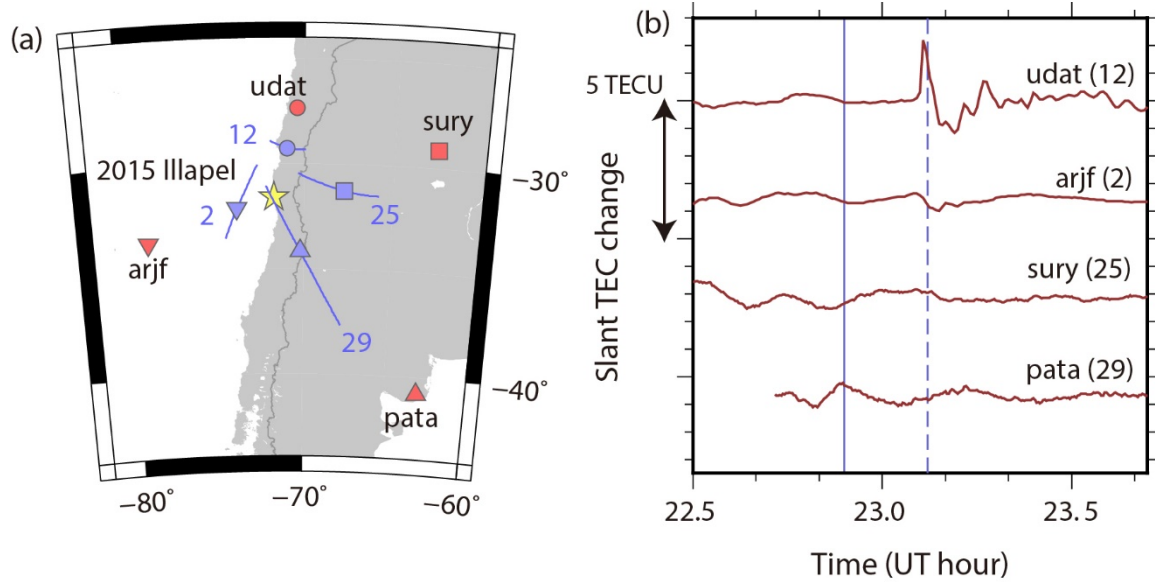 (a)
udat
12
sury
2015 Illapel
−30°
2
25
arjf
29
−40°
pata
−80°
−70°
−60°
(b)
5 TECU
Slant TEC change
udat (12)
arjf (2)
sury (25)
pata (29)
22.5
23.0
23.5
Time (UT hour)